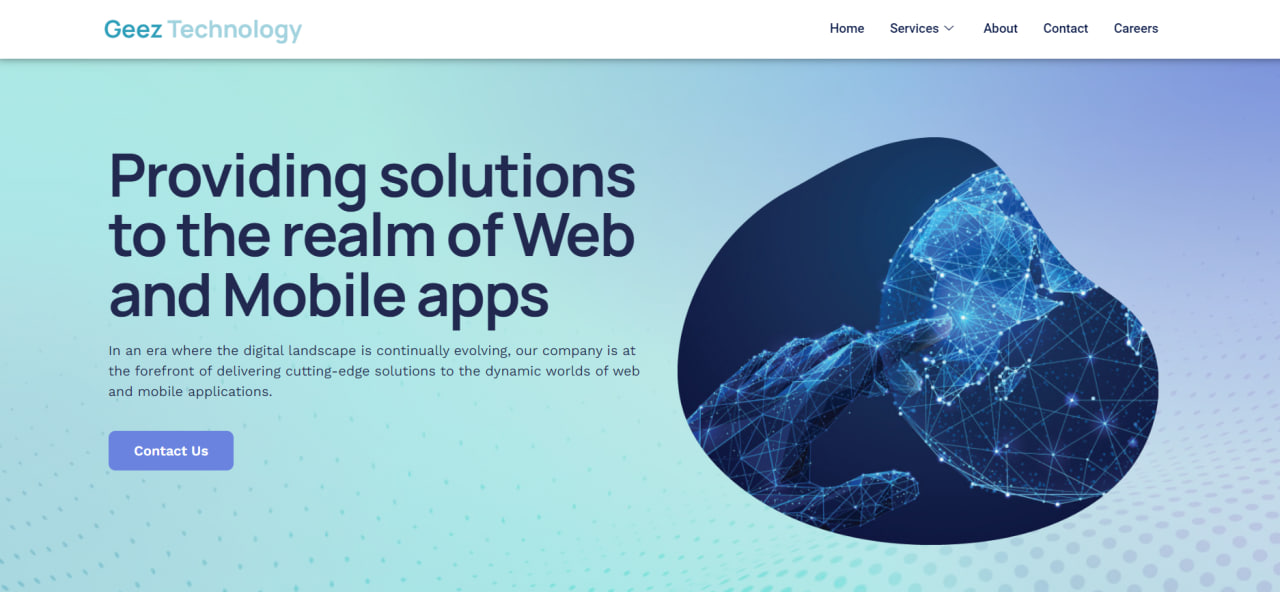 Geez Technology
Home Services About Contact Careers
Providing solutions
to the realm of Web
and Mobile apps
In an era where the digital landscape is continually evolving, our company is at
the forefront of delivering cutting-edge solutions to the dynamic worlds of web
and mobile applications.
Contact Us